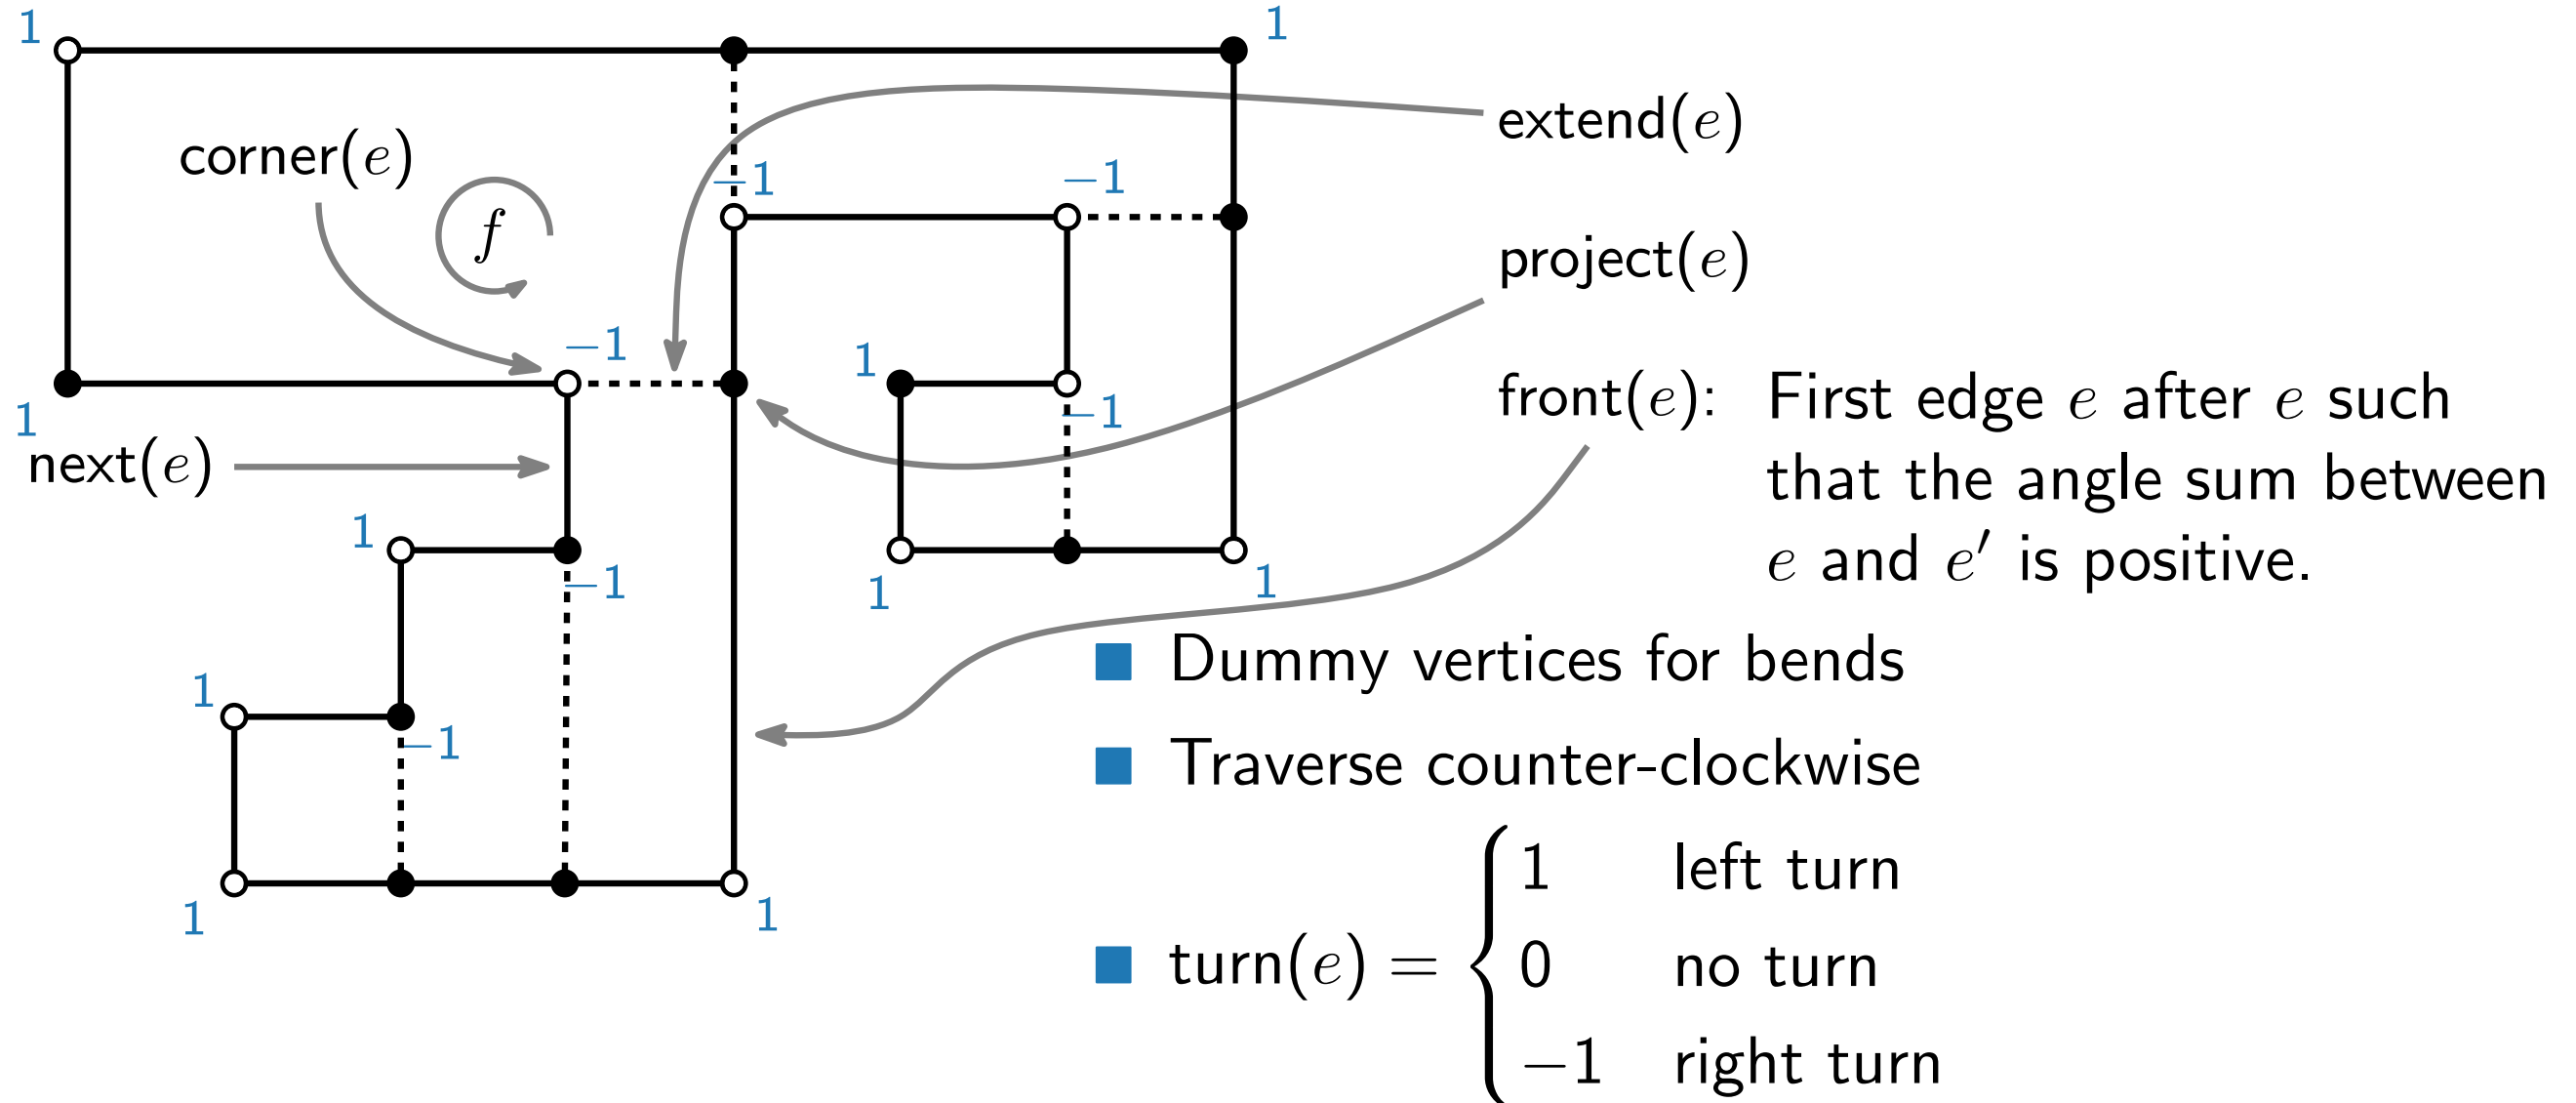 1
1
corner(e)
f
extend(e)
−1
−1
project(e)
−1
1
1
−1
front(e): First edge e after e such
that the angle sum between
e and e′ is positive.
next(e)
1
−1
1
1
1
−1
1
1
Dummy vertices for bends
Traverse counter-clockwise
turn(e) = { 1 left turn
0 no turn
−1 right turn